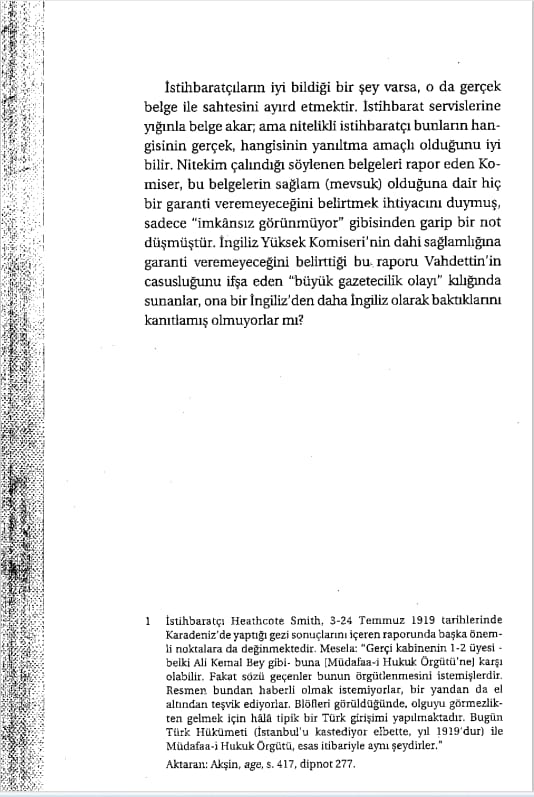 İstihbaratçıların iyi bildiği bir şey varsa, o da gerçek
belge ile sahtesini ayırd etmektir. İstihbarat servislerine
yığınla belge akar; ama nitelikli istihbaratçı bunların han-
gisinin gerçek, hangisinin yanıltma amaçlı olduğunu iyi
bilir. Nitekim çalındığı söylenen belgeleri rapor eden Ko-
miser, bu belgelerin sağlam (mevsuk) olduğuna dair hiç
bir garanti veremeyeceğini belirtmek ihtiyacını duymuş,
sadece “imkânsız görünmüyor” gibisinden garip bir not
düşmüştür. İngiliz Yüksek Komiseri’nin dahi sağlamlığına
garanti veremeyeceğini belirttiği bu raporu Vahdettin’in
casusluğunu ifşa eden “büyük gazetecilik olayı” kılığında
sunanlar, ona bir İngiliz’den daha İngiliz olarak baktıklarını
kanıtlamış olmuyorlar mı?
1 İstihbaratçı Heathcote Smith, 3-24 Temmuz 1919 tarihlerinde
Karadeniz’de yaptığı gezi sonuçlarını içeren raporunda başka önem-
li noktalara da değinmektedir. Mesela: “Gerçi kabinenin 1-2 üyesi -
belki Ali Kemal Bey gibi- buna [Müdafaa-i Hukuk Örgütü’ne] karşı
olabilir. Fakat sözü geçenler bunun örgütlenmesini istemişlerdir.
Resmen bundan haberli olmak istemiyorlar, bir yandan da el
altından teşvik ediyorlar. Blöfleri görüldüğünde, olguyu görmezlik-
ten gelmek için hâlâ tipik bir Türk girişimi yapılmaktadır. Bugün
Türk Hükümeti (İstanbul’u kastediyor elbette, yıl 1919’dur) ile
Müdafaa-i Hukuk Örgütü, esas itibariyle aynı şeydirler.”
Aktaran: Akşin, age, s. 417, dipnot 277.